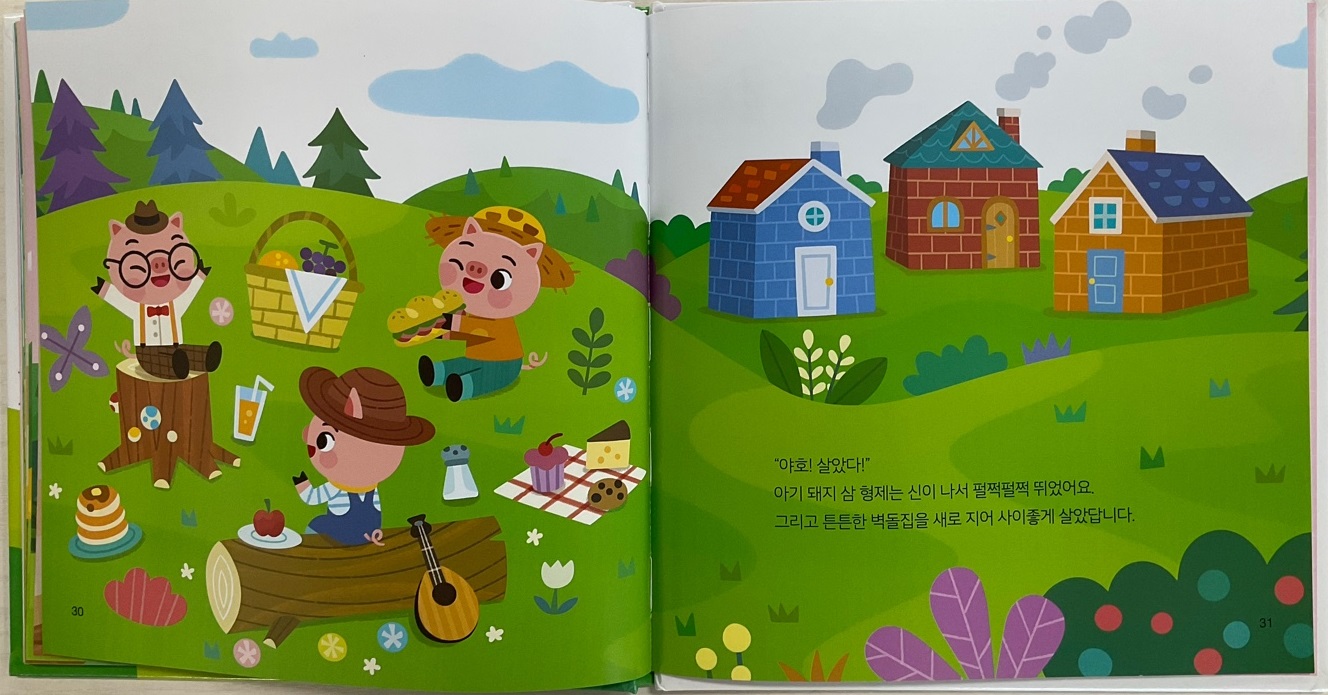 “야호! 살았다!”
아기 돼지 삼 형제는 신이 나서 펄쩍펄쩍 뛰었어요.
그리고 튼튼한 벽돌집을 새로 지어 사이좋게 살았답니다.
30
31